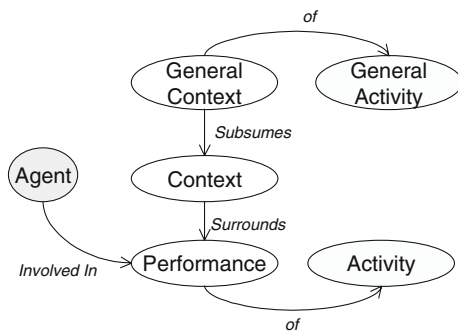 of
General
Context
General
Activity
Subsumes
Agent
Context
Surrounds
Involved In
Performance
Activity
of